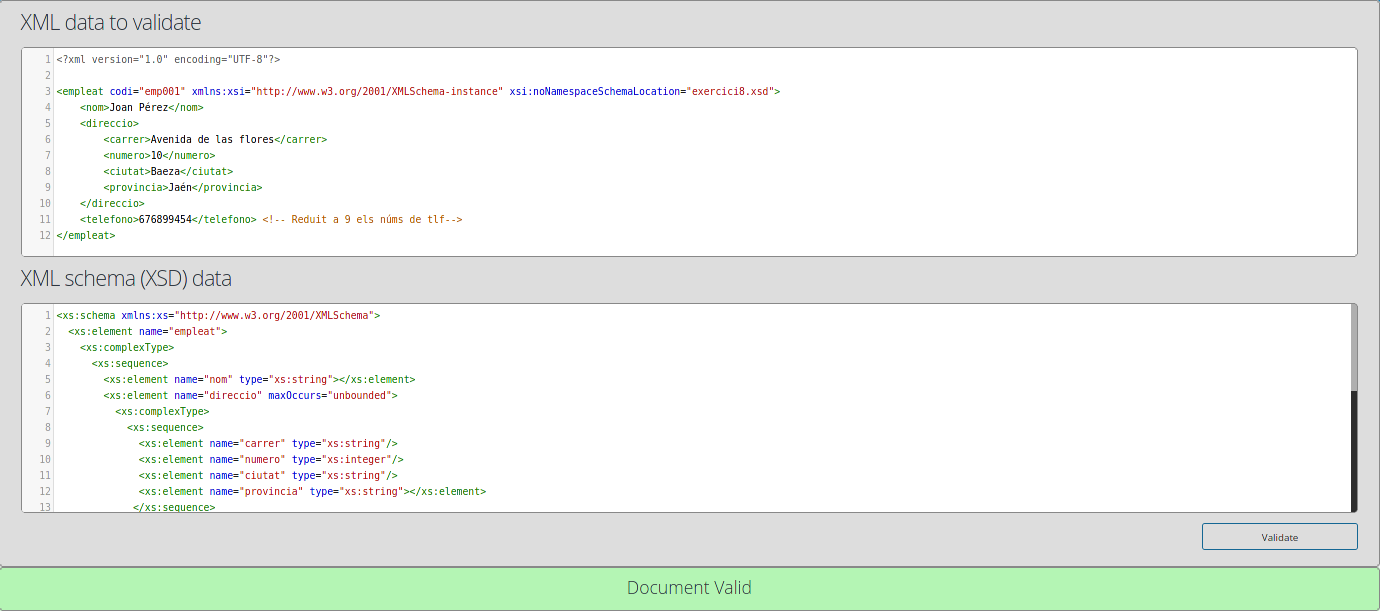 XML data to validate
1 <?xml version="1.0" encoding="UTF-8"?>
2
3 <empleat codi="emp001" xmlns:xsi="http://www.w3.org/2001/XMLSchema-instance" xsi:noNamespaceSchemaLocation="exercici8.xsd">
4 <nom>Joan Pérez</nom>
5 <direccio>
6 <carrer>Avenida de las flores</carrer>
7 <numero>10</numero>
8 <ciutat>Baeza</ciutat>
9 <provincia>Jaén</provincia>
10 </direccio>
11 <telefono>676899454</telefono> <!-- Reduit a 9 els núms de tlf-->
12 </empleat>
XML schema (XSD) data
1 <xs:schema xmlns:xs="http://www.w3.org/2001/XMLSchema">
2 <xs:element name="empleat">
3 <xs:complexType>
4 <xs:sequence>
5 <xs:element name="nom" type="xs:string"></xs:element>
6 <xs:element name="direccio" maxOccurs="unbounded">
7 <xs:complexType>
8 <xs:sequence>
9 <xs:element name="carrer" type="xs:string"/>
10 <xs:element name="numero" type="xs:integer"/>
11 <xs:element name="ciutat" type="xs:string"/>
12 <xs:element name="provincia" type="xs:string"></xs:element>
13 </xs:sequence>
Validate
Document Valid